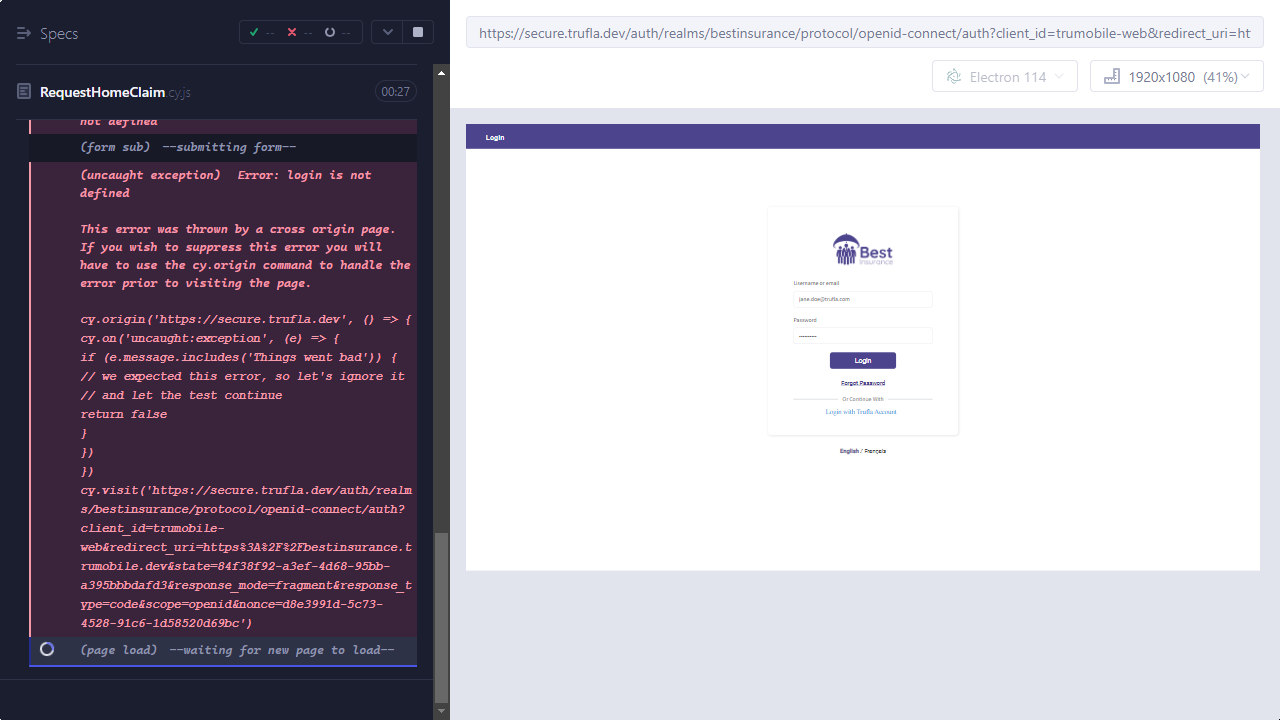 Specs
--
--
--
RequestHomeClaim.cy.js
00:27
not defined
(form sub) --submitting form--
(uncaught exception) Error: login is not
defined
This error was thrown by a cross origin page.
If you wish to suppress this error you will
have to use the cy.origin command to handle the
error prior to visiting the page.
cy.origin('https://secure.trufla.dev', () => {
cy.on('uncaught:exception', (e) => {
if (e.message.includes('Things went bad')) {
// we expected this error, so let's ignore it
// and let the test continue
return false
}
})
})
cy.visit('https://secure.trufla.dev/auth/realm
s/bestinsurance/protocol/openid-connect/auth?
client_id=trumobile-
web&redirect_uri=https%3A%2F%2Fbestinsurance.t
rumobile.dev&state=84f38f92-a3ef-4d68-95bb-
a395bbbdafd3&response_mode=fragment&response_t
ype=code&scope=openid&nonce=d8e3991d-5c73-
4528-91c6-1d58520d69bc')
(page load) --waiting for new page to load--
https://secure.trufla.dev/auth/realms/bestinsurance/protocol/openid-connect/auth?client_id=trumobile-web&redirect_uri=ht
Electron 114
1920x1080 (41%)
Login
Best
Insurance
Username or email
jane.doe@trufla.com
Password
Login
Forgot Password
Or Continue With
Login with Trufla Account
English / Français